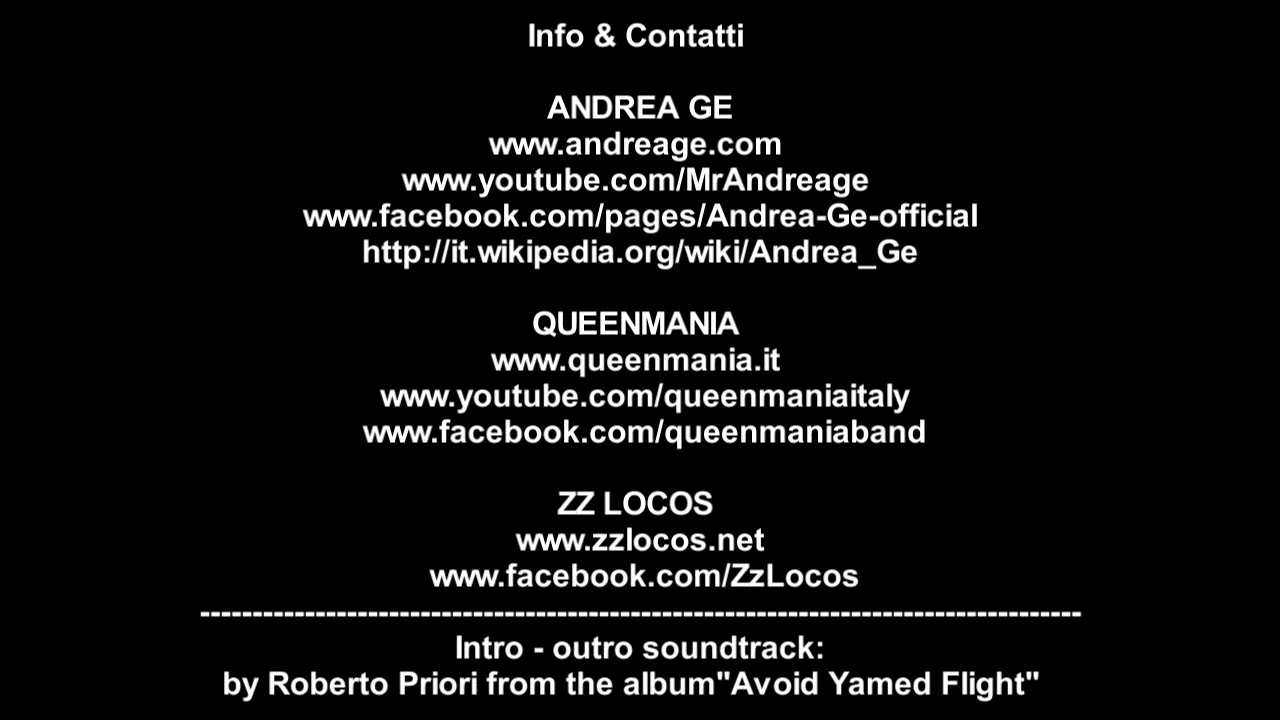 Info & Contatti
ANDREA GE
www.andreage.com
www.youtube.com/MrAndreage
www.facebook.com/pages/Andrea-Ge-official
http://it.wikipedia.org/wiki/Andrea_Ge
QUEENMANIA
www.queenmania.it
www.youtube.com/queenmaniaitaly
www.facebook.com/queenmaniaband
ZZ LOCOS
www.zzlocos.net
www.facebook.com/ZzLocos
--------------------------------------------------------------------------------------
Intro - outro soundtrack:
by Roberto Priori from the album"Avoid Yamed Flight"